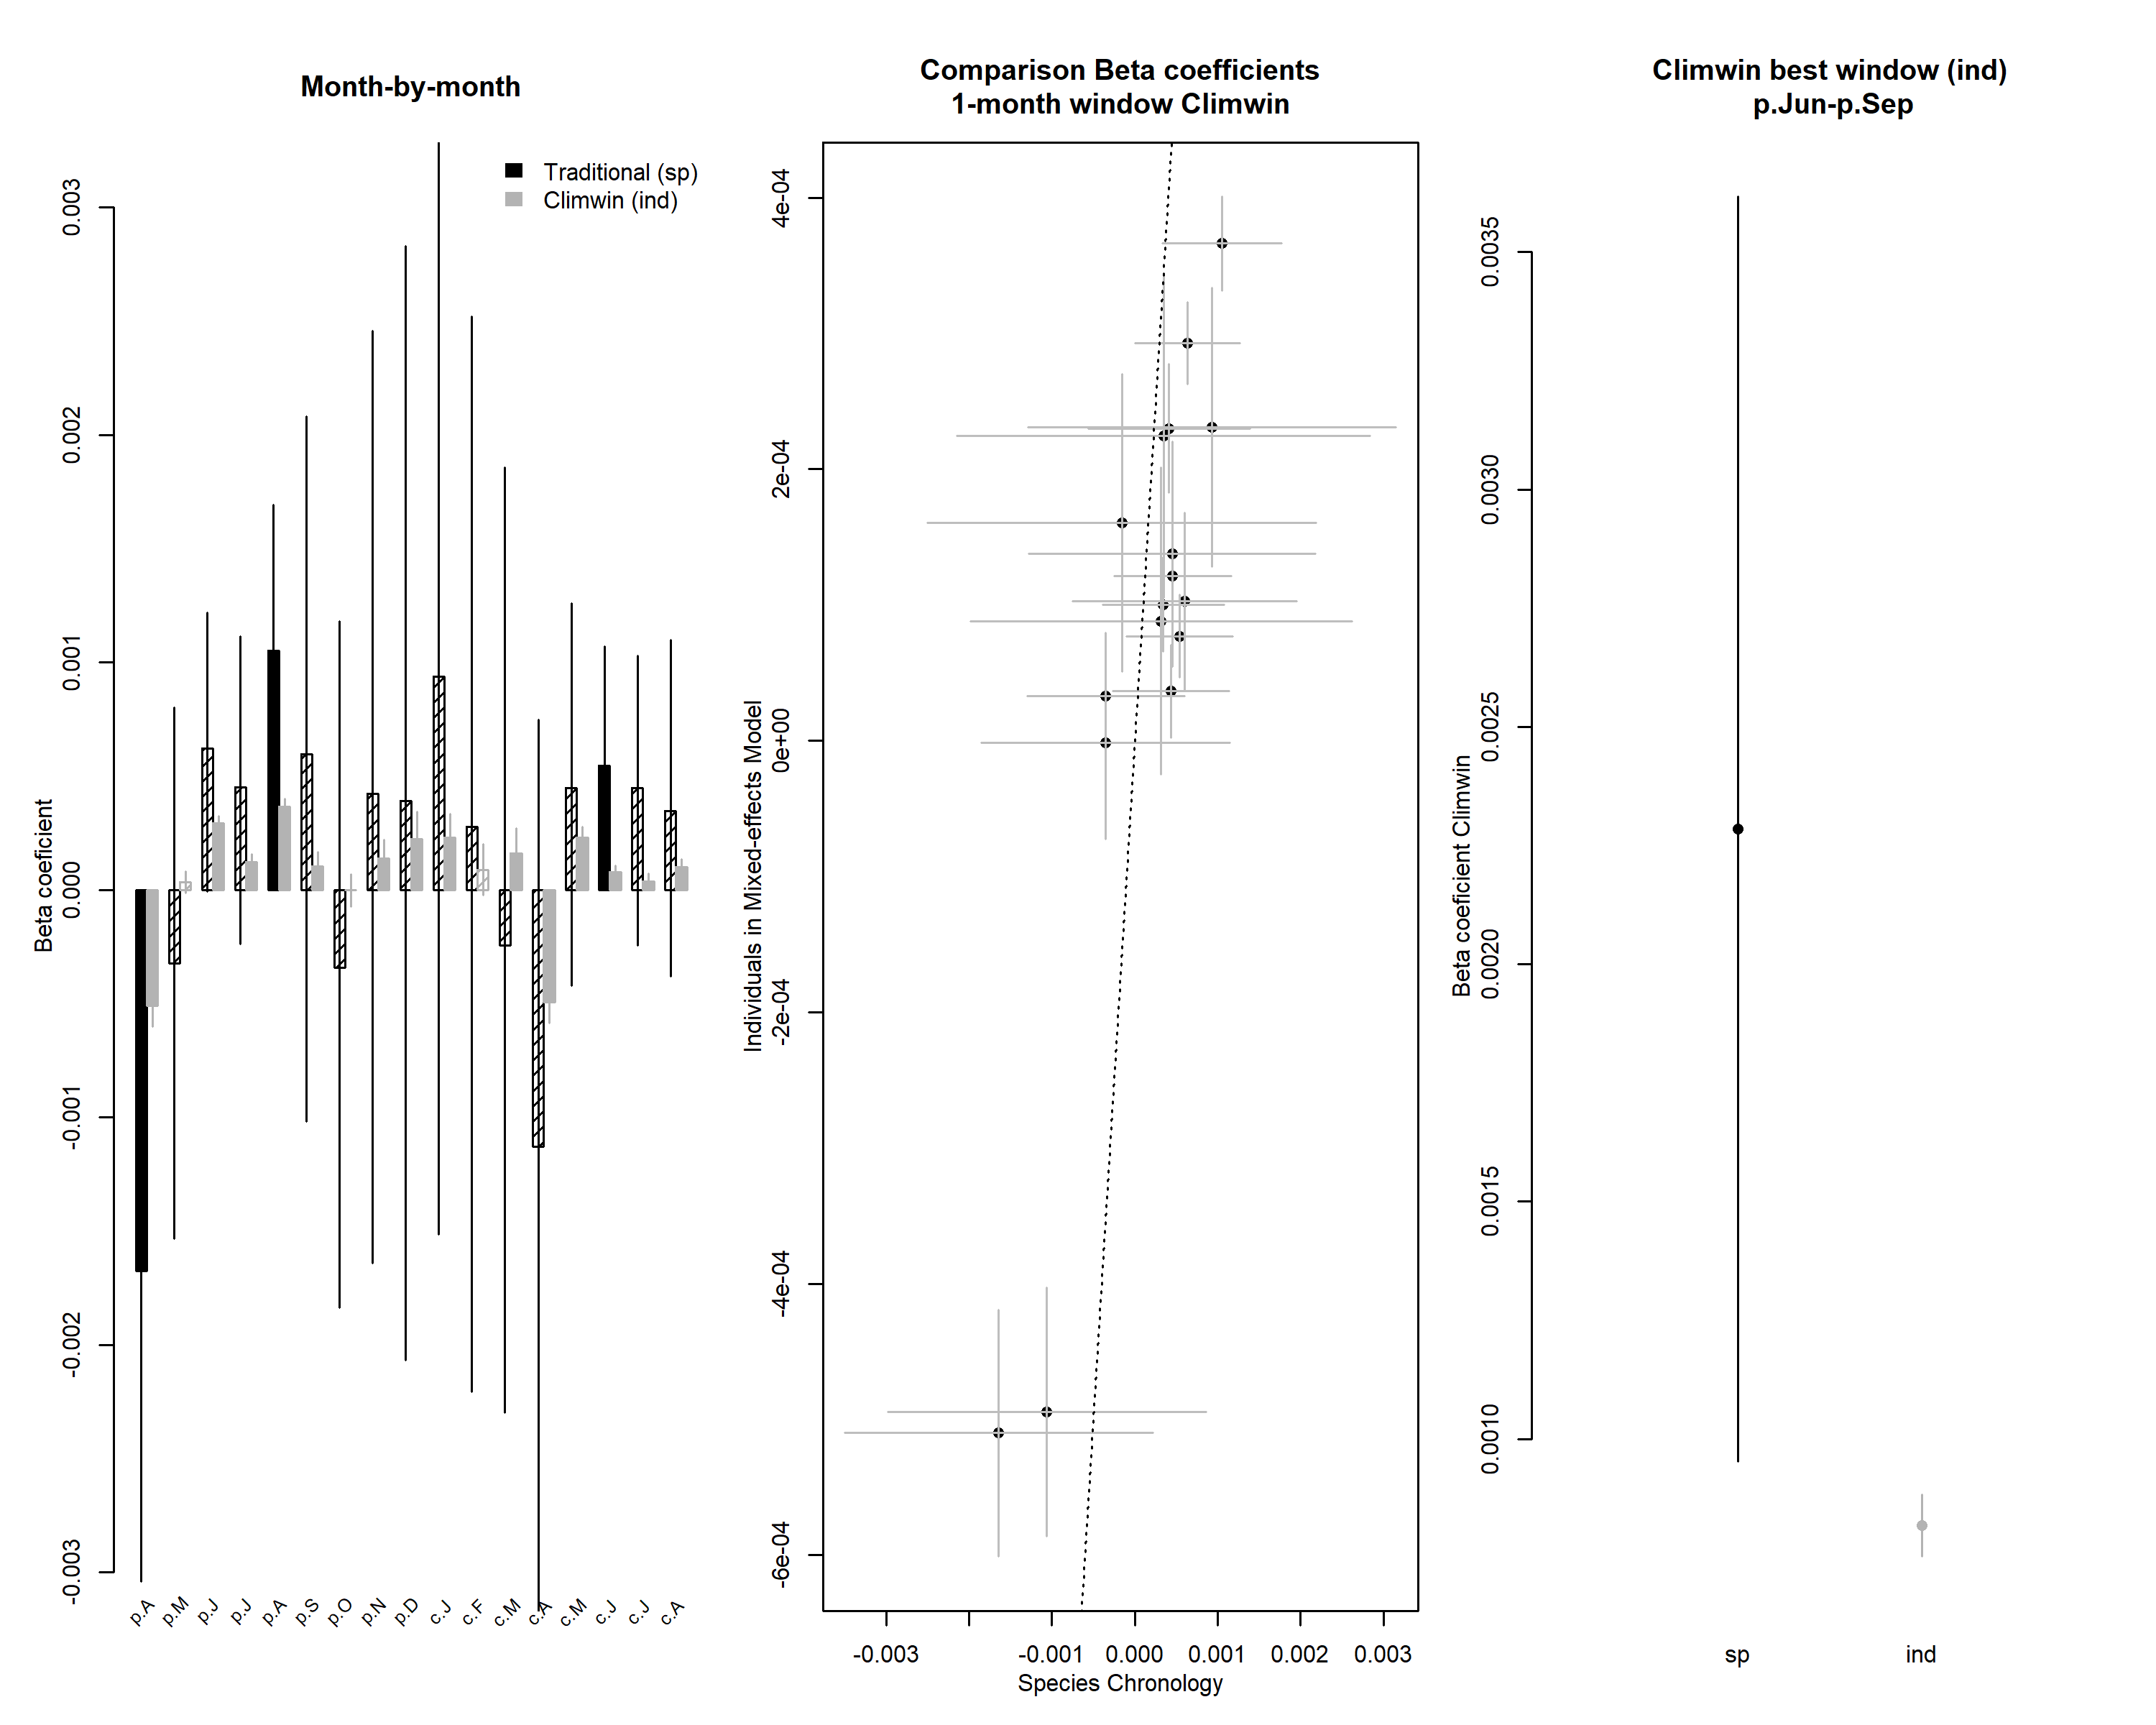 Month-by-month
Traditional (sp)
Climwin (ind)
Beta coeficient
0.003
0.002
0.001
0.000
-0.001
-0.002
-0.003
p.A
p.M
p.J
p.J
p.A
p.S
p.O
p.N
p.D
c.J
c.F
c.M
c.A
c.M
c.J
c.J
c.A
Comparison Beta coefficients
1-month window Climwin
Individuals in Mixed-effects Model
4e-04
2e-04
0e+00
-2e-04
-4e-04
-6e-04
-0.003
-0.001
0.000
0.001
0.002
0.003
Species Chronology
Climwin best window (ind)
p.Jun-p.Sep
Beta coeficient Climwin
0.0035
0.0030
0.0025
0.0020
0.0015
0.0010
sp
ind